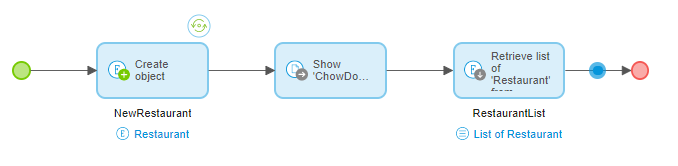 Create
object
NewRestaurant
E Restaurant
Show
'ChowDo...
Retrieve list
of
'Restaurant'
from
RestaurantList
List of Restaurant